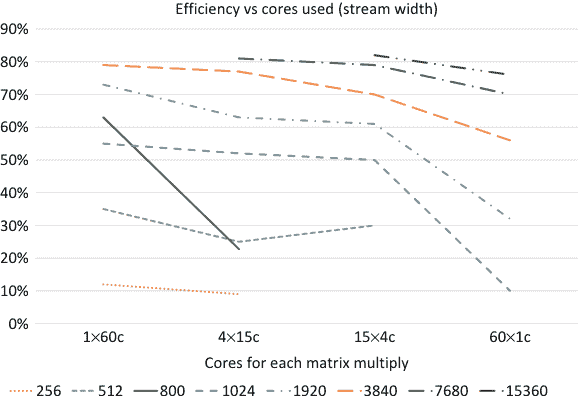 Efficiency vs cores used (stream width)
90%
80%
70%
60%
50%
40%
30%
20%
10%
0%
1×60c 4×15c 15×4c 60×1c
Cores for each matrix multiply
256 512 800 1024 1920 3840 7680 15360